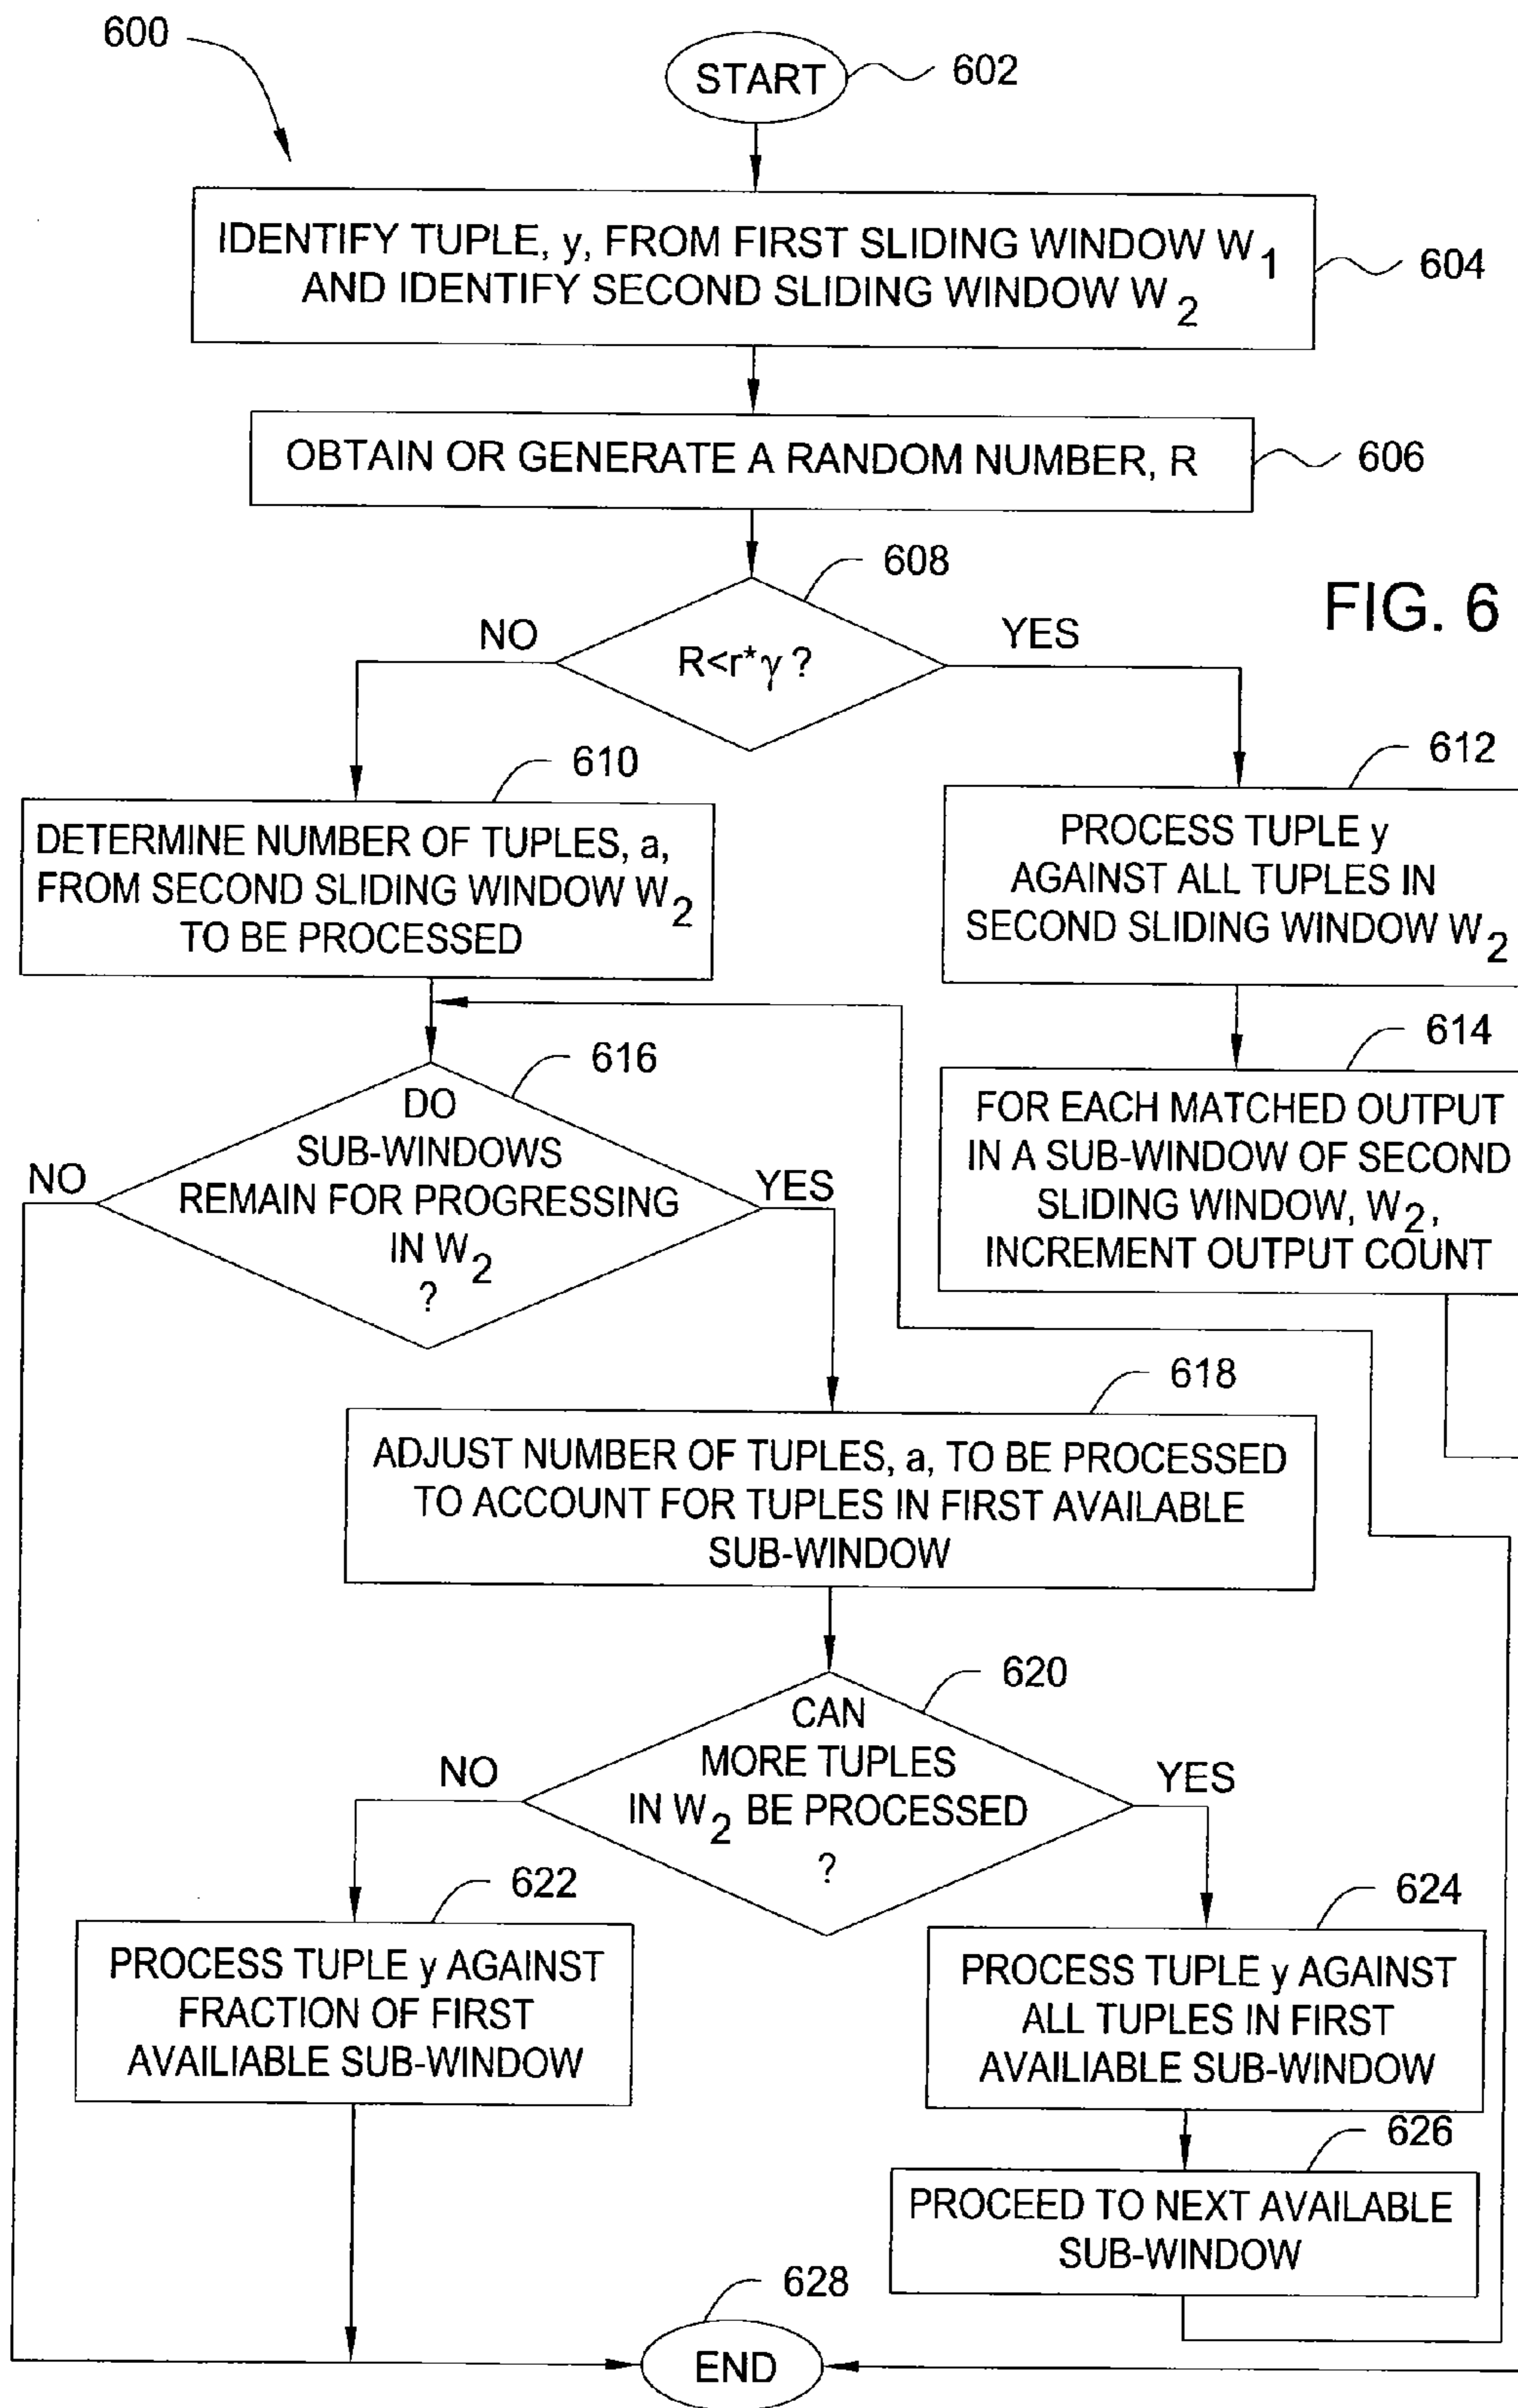 600
START
602
IDENTIFY TUPLE, y, FROM FIRST SLIDING WINDOW W1
AND IDENTIFY SECOND SLIDING WINDOW W2
604
OBTAIN OR GENERATE A RANDOM NUMBER, R
606
608
FIG. 6
NO
R<r*γ ?
YES
610
DETERMINE NUMBER OF TUPLES, a,
FROM SECOND SLIDING WINDOW W2
TO BE PROCESSED
612
PROCESS TUPLE y
AGAINST ALL TUPLES IN
SECOND SLIDING WINDOW W2
614
FOR EACH MATCHED OUTPUT
IN A SUB-WINDOW OF SECOND
SLIDING WINDOW, W2,
INCREMENT OUTPUT COUNT
616
DO
SUB-WINDOWS
REMAIN FOR PROGRESSING
IN W2
?
NO
YES
618
ADJUST NUMBER OF TUPLES, a, TO BE PROCESSED
TO ACCOUNT FOR TUPLES IN FIRST AVAILABLE
SUB-WINDOW
620
CAN
MORE TUPLES
IN W2 BE PROCESSED
?
NO
YES
622
PROCESS TUPLE y AGAINST
FRACTION OF FIRST
AVAILIABLE SUB-WINDOW
624
PROCESS TUPLE y AGAINST
ALL TUPLES IN FIRST
AVAILIABLE SUB-WINDOW
626
PROCEED TO NEXT AVAILABLE
SUB-WINDOW
628
END